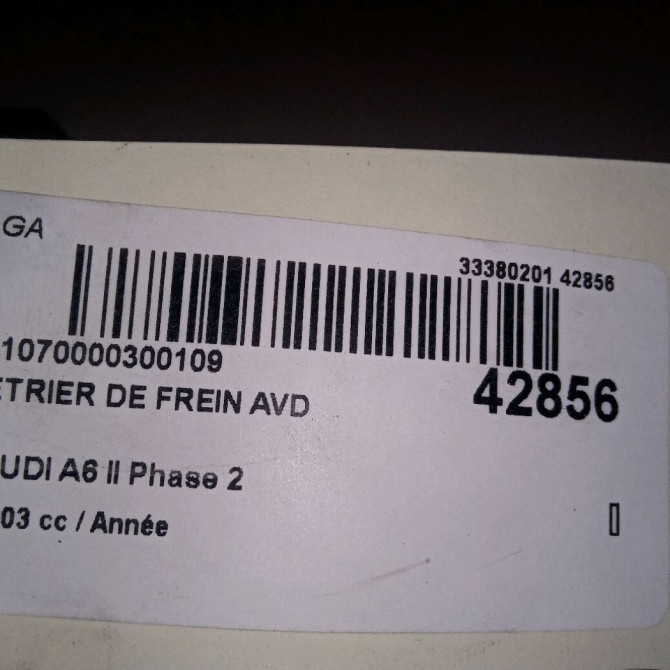 GA
33380201 42856
1070000300109
42856
ETRIER DE FREIN AVD
UDI A6 II Phase 2
03 cc / Année